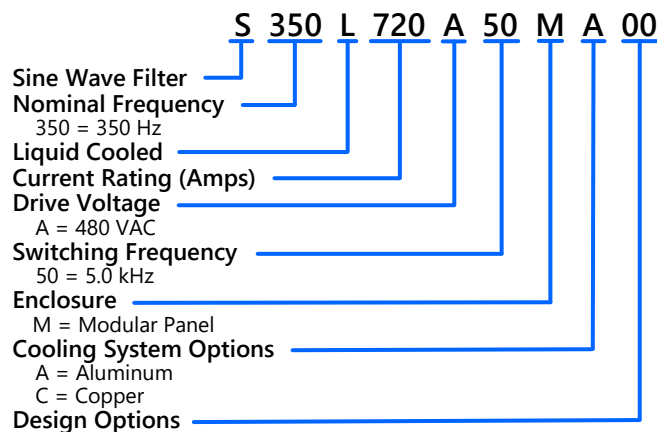 S 350 L 720 A 50 M A 00
Sine Wave Filter
Nominal Frequency
350 = 350 Hz
Liquid Cooled
Current Rating (Amps)
Drive Voltage
A = 480 VAC
Switching Frequency
50 = 5.0 kHz
Enclosure
M = Modular Panel
Cooling System Options
A = Aluminum
C = Copper
Design Options